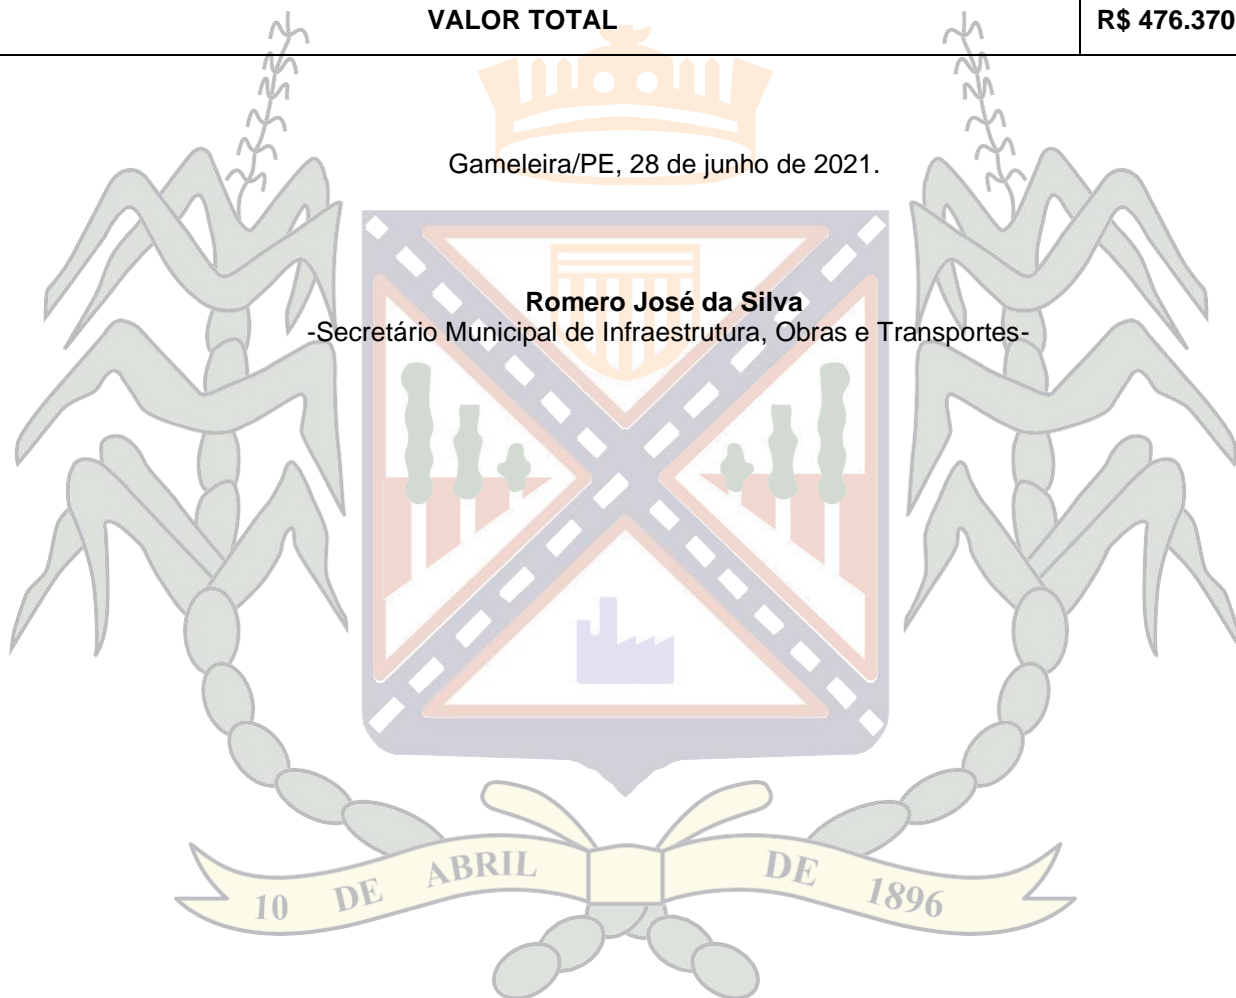 VALOR TOTAL R$ 476.370
Gameleira/PE, 28 de junho de 2021.
Romero José da Silva
-Secretário Municipal de Infraestrutura, Obras e Transportes-
10 DE ABRIL DE 1896